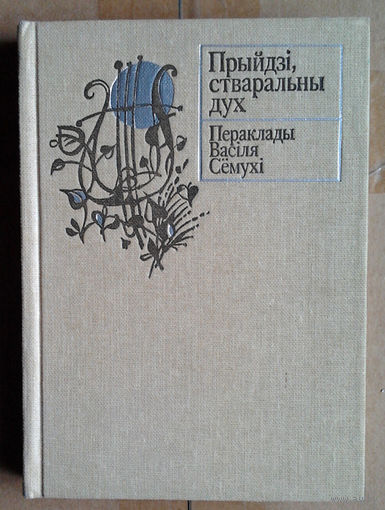 Прыйдзі,
стваральны
дух
Пераклады
Васіля
Сёмухі